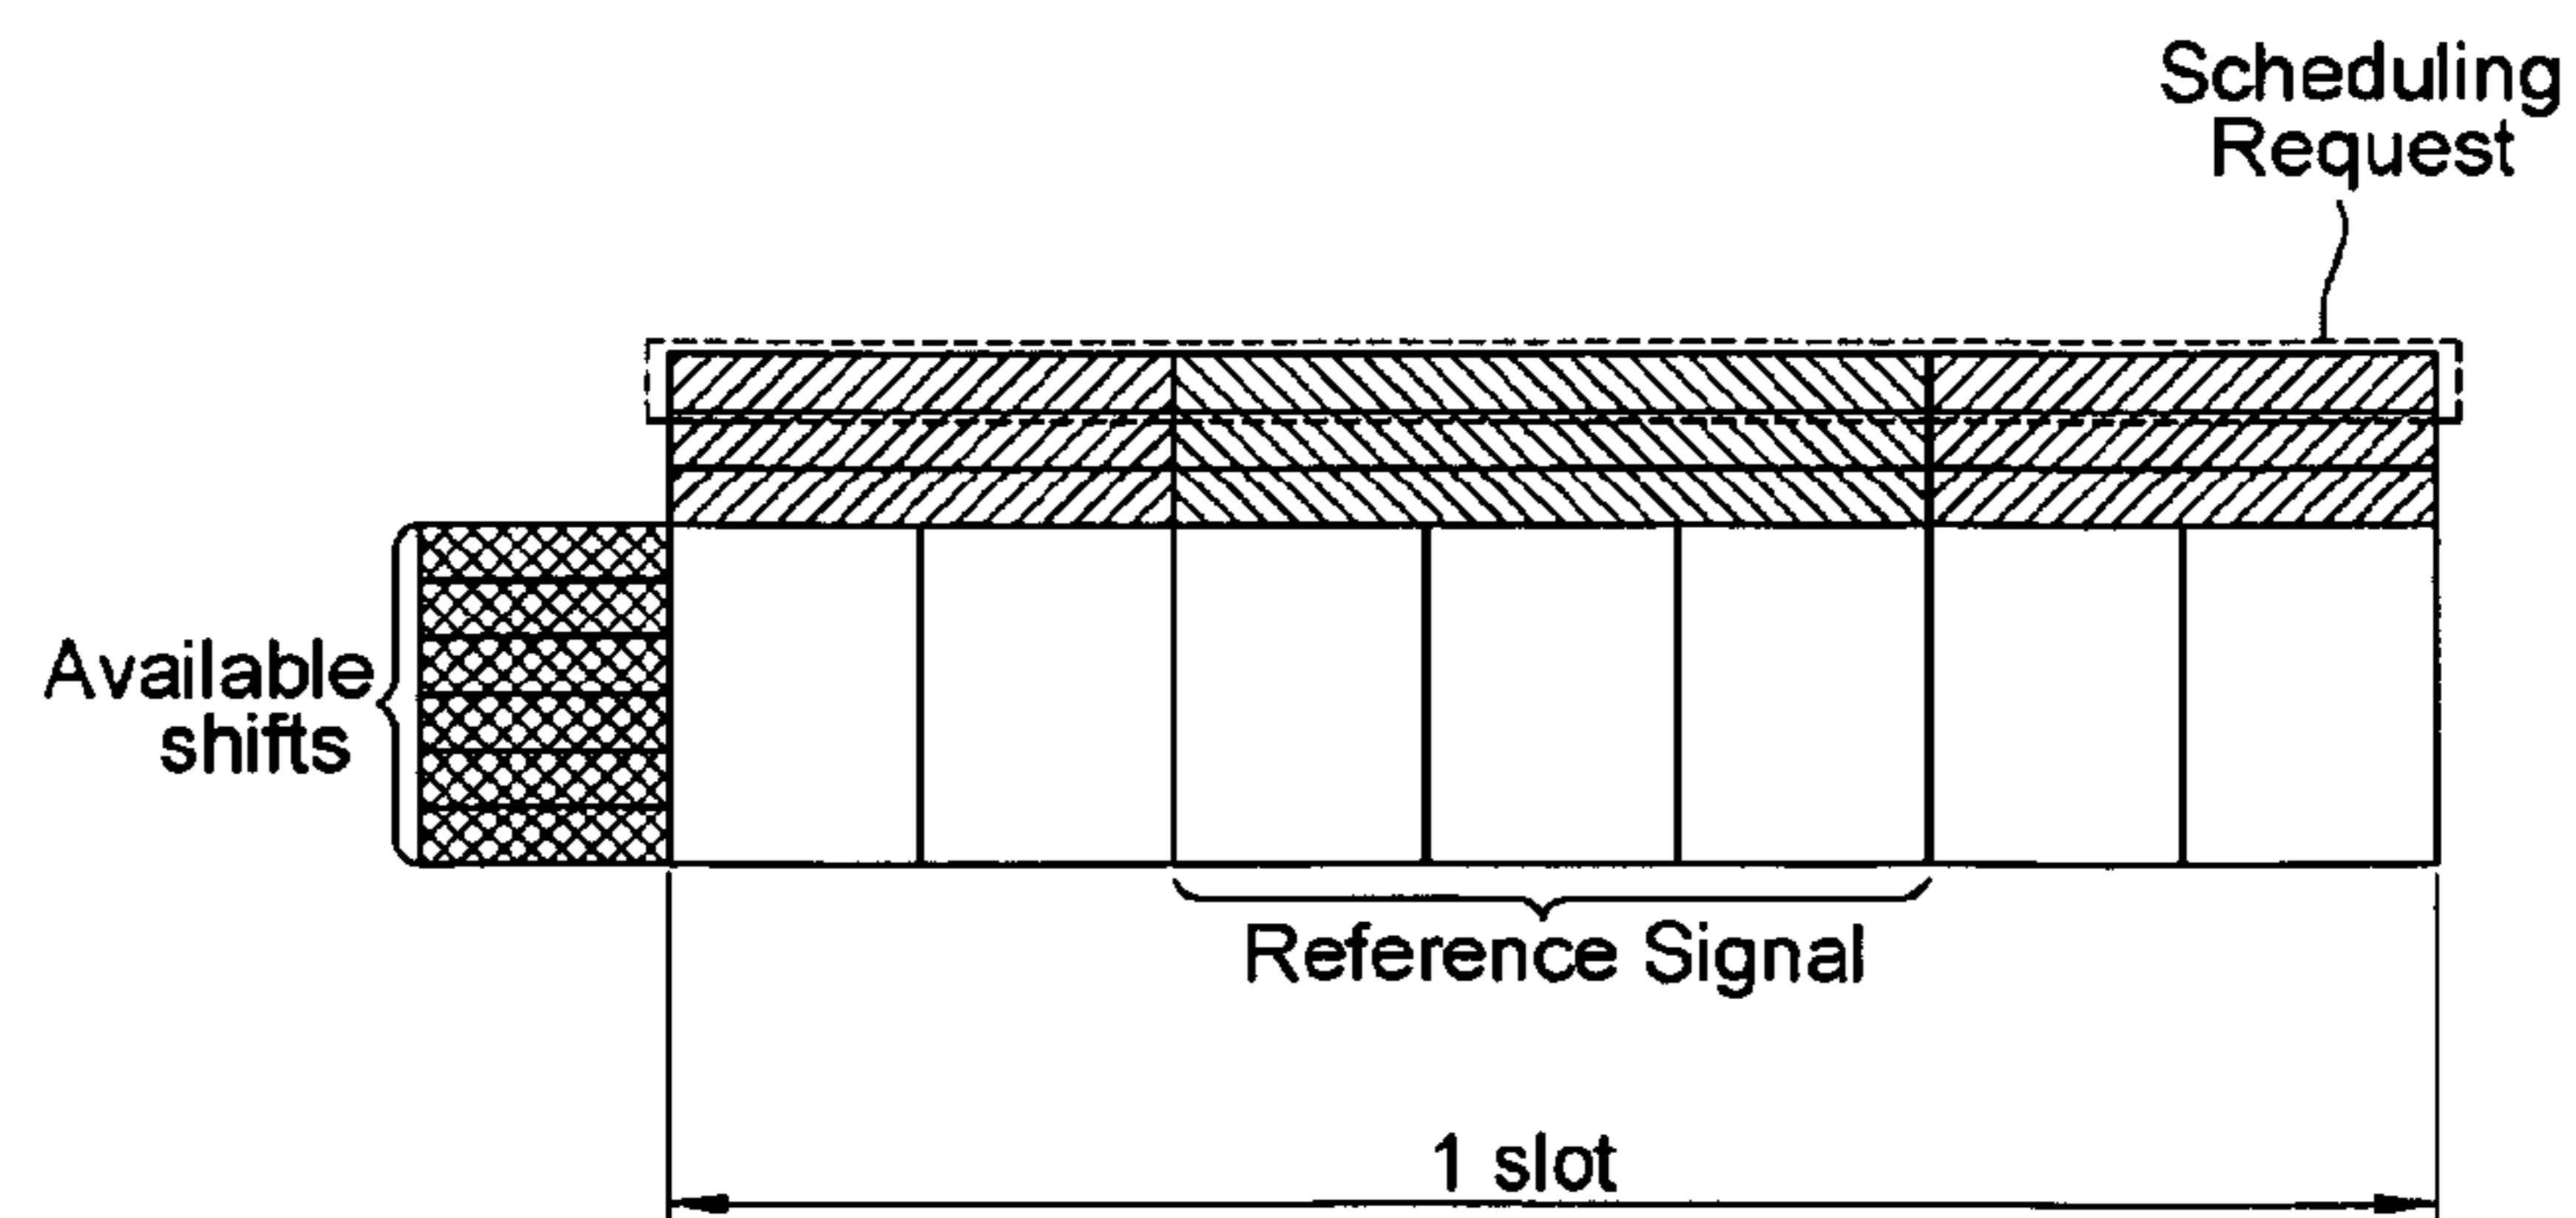 Scheduling
Request
Available
shifts
Reference Signal
1 slot